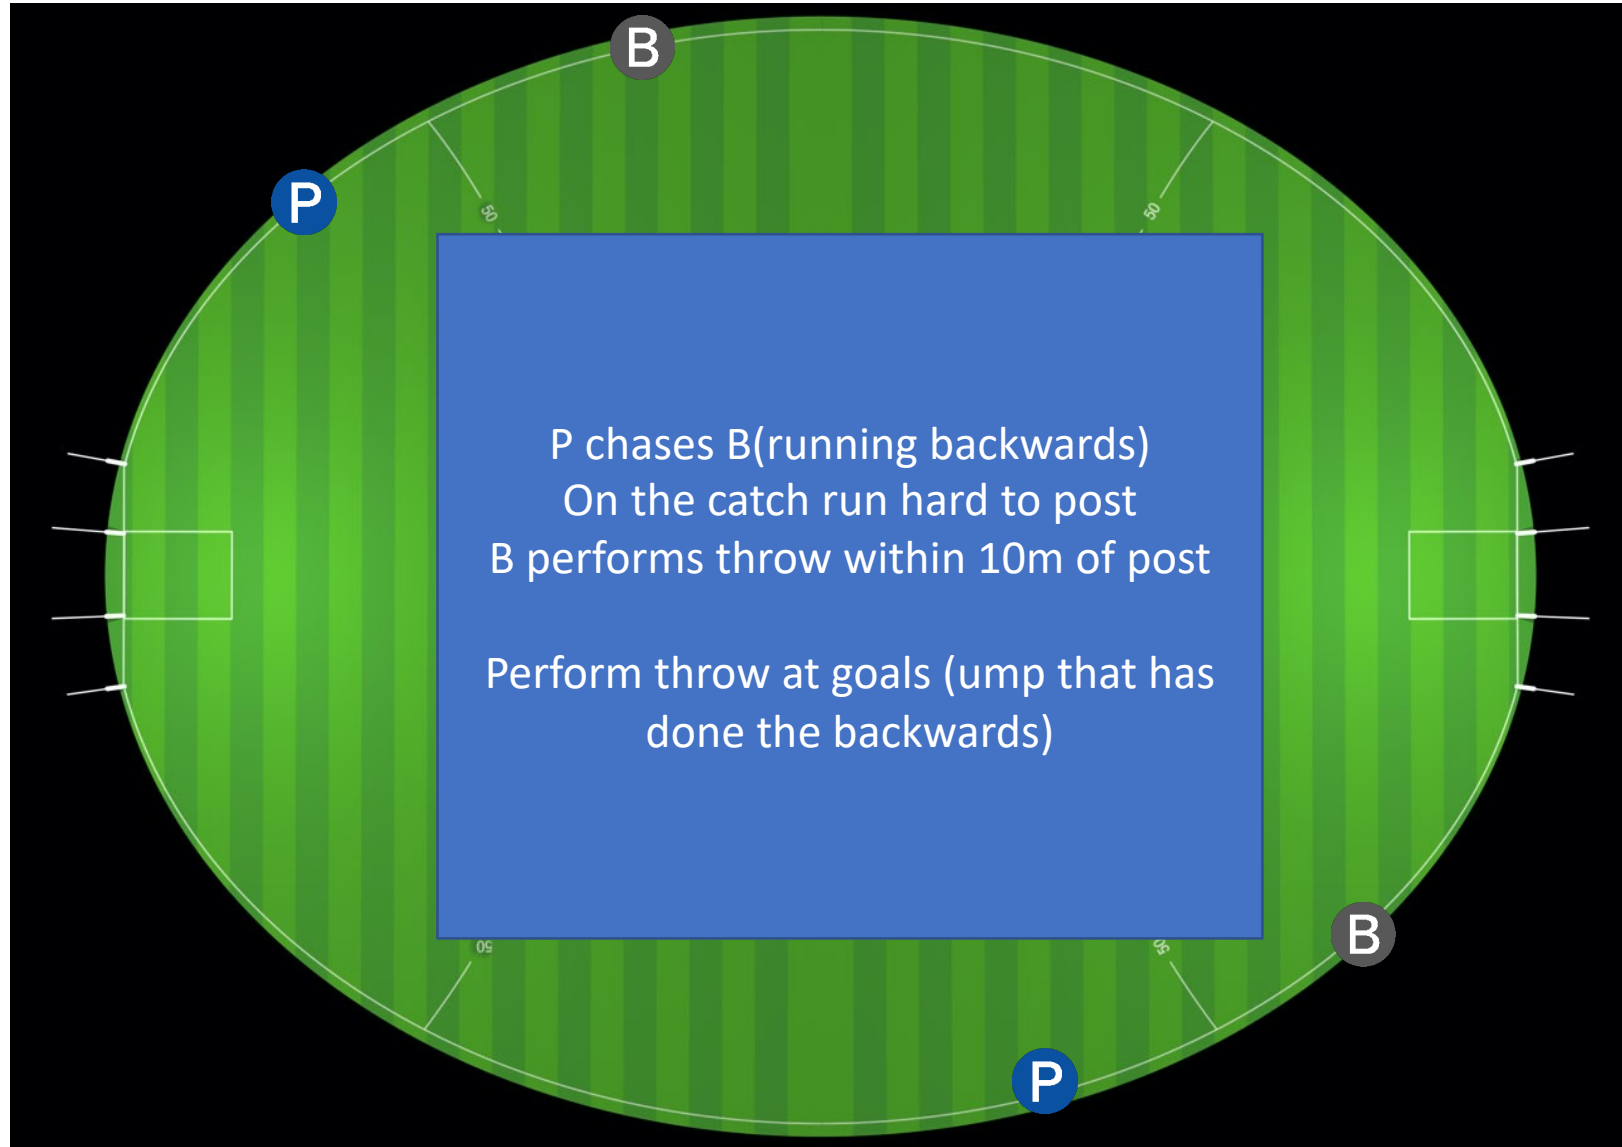 B
P
50
50
P chases B(running backwards)
On the catch run hard to post
B performs throw within 10m of post
Perform throw at goals (ump that has
done the backwards)
50
50
B
P